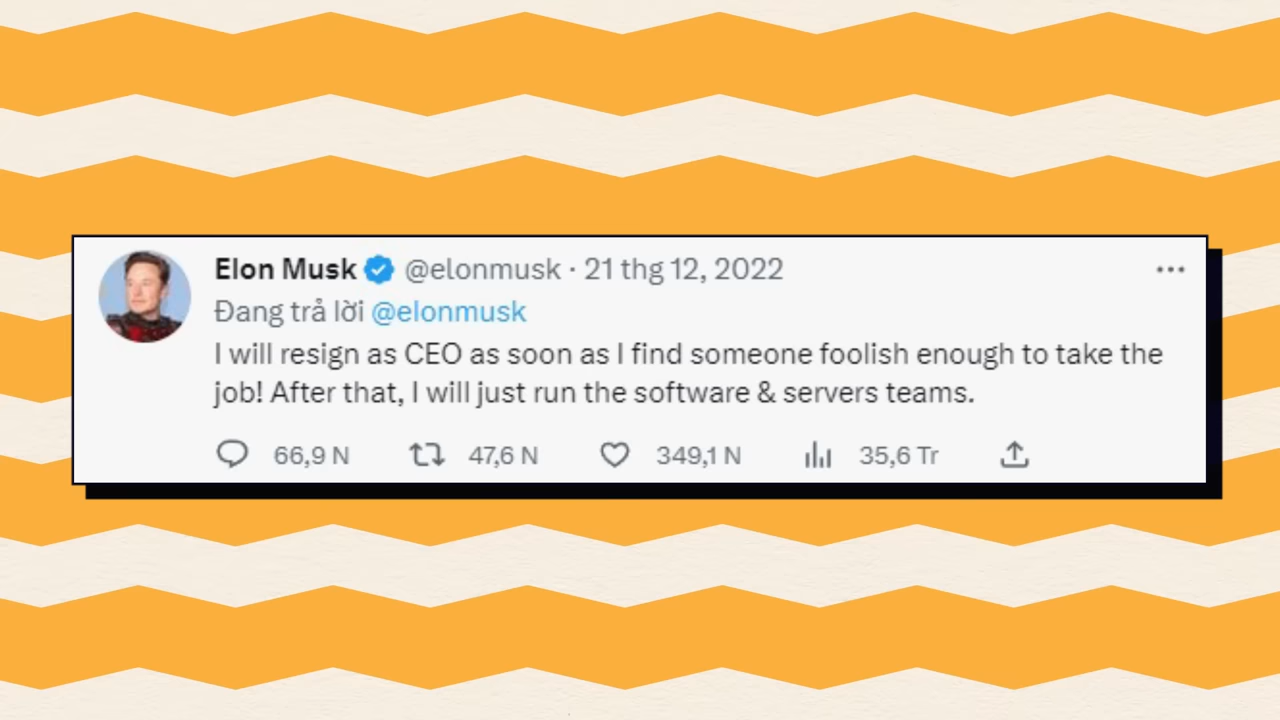 Elon Musk @elonmusk · 21 thg 12, 2022
Đang trả lời @elonmusk
I will resign as CEO as soon as I find someone foolish enough to take the
job! After that, I will just run the software & servers teams.
66,9 N 47,6 N 349,1 N 35,6 Tr